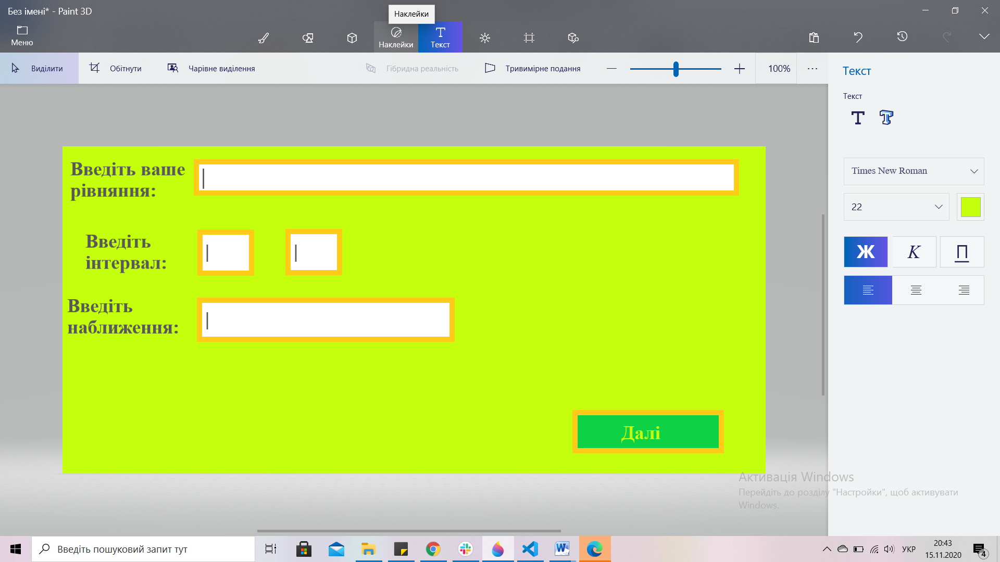 Без імені* - Paint 3D
Наклейки
Меню
Наклейки
Текст
Виділити
Обітнути
Чарівне виділення
Гібридна реальність
Тривимірне подання
100%
Текст
Текст
Times New Roman
22
Ж
К
П
Введіть ваше
рівняння:
Введіть
інтервал:
Введіть
наближення:
Далі
Активація Windows
Перейдіть до розділу "Настройки", щоб активувати
Windows.
Введіть пошуковий запит тут
УКР
20:43
15.11.2020
4